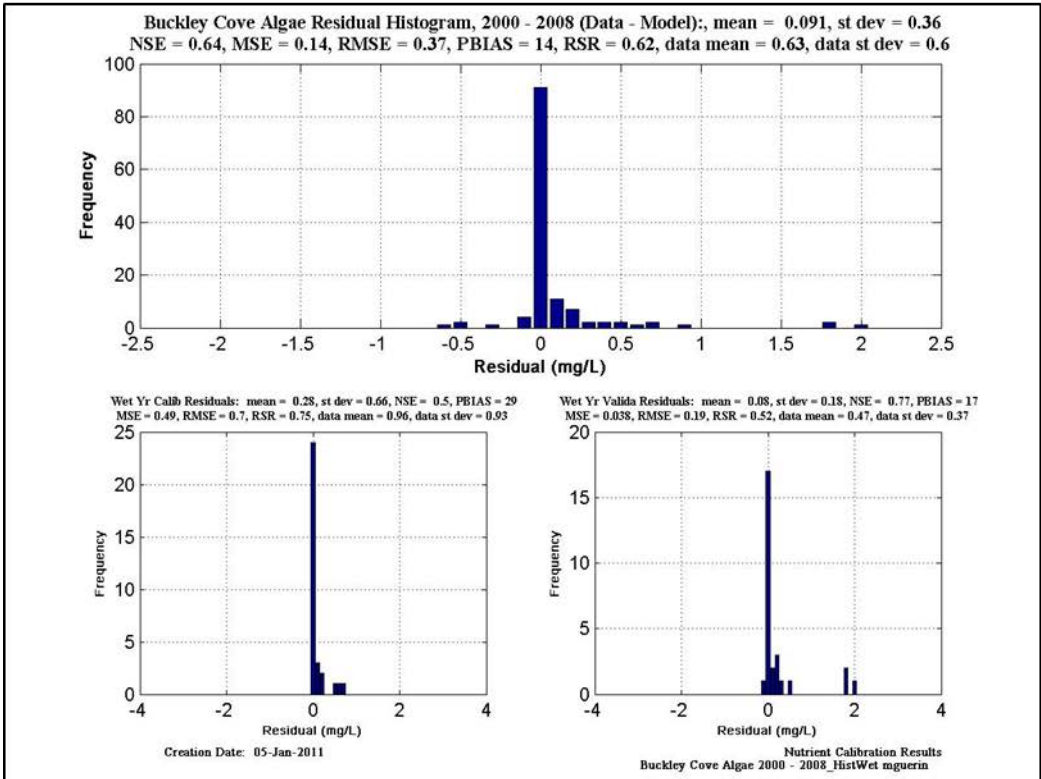 Buckley Cove Algae Residual Histogram, 2000 - 2008 (Data - Model):, mean = 0.091, st dev = 0.36
NSE = 0.64, MSE = 0.14, RMSE = 0.37, PBIAS = 14, RSR = 0.62, data mean = 0.63, data st dev = 0.6
100
80
60
40
20
0
Frequency
-2.5 -2 -1.5 -1 -0.5 0 0.5 1 1.5 2 2.5
Residual (mg/L)
Wet Yr Calib Residuals: mean = 0.28, st dev = 0.66, NSE = 0.5, PBIAS = 29
MSE = 0.49, RMSE = 0.7, RSR = 0.75, data mean = 0.96, data st dev = 0.93
25
20
15
10
5
0
Frequency
-4 -2 0 2 4
Residual (mg/L)
Creation Date: 05-Jan-2011
Wet Yr Valida Residuals: mean = 0.08, st dev = 0.18, NSE = 0.77, PBIAS = 17
MSE = 0.038, RMSE = 0.19, RSR = 0.52, data mean = 0.47, data st dev = 0.37
20
15
10
5
0
Frequency
-4 -2 0 2 4
Residual (mg/L)
Nutrient Calibration Results
Buckley Cove Algae 2000 - 2008_HistWet mguerin